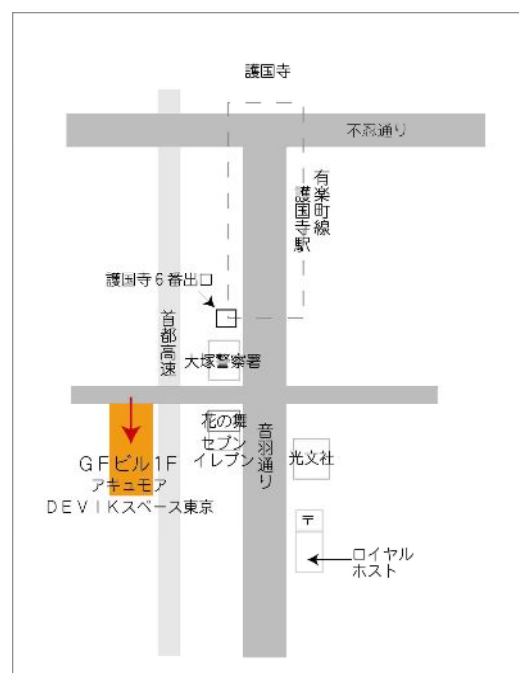 護国寺
不忍通り
有楽町線
護国寺駅
護国寺6番出口
首都高速
大塚警察署
花の舞
セブン
イレブン
音羽通り
光文社
GFビル1F
アキュモア
DEVIKスペース東京
〒
ロイヤル
ホスト